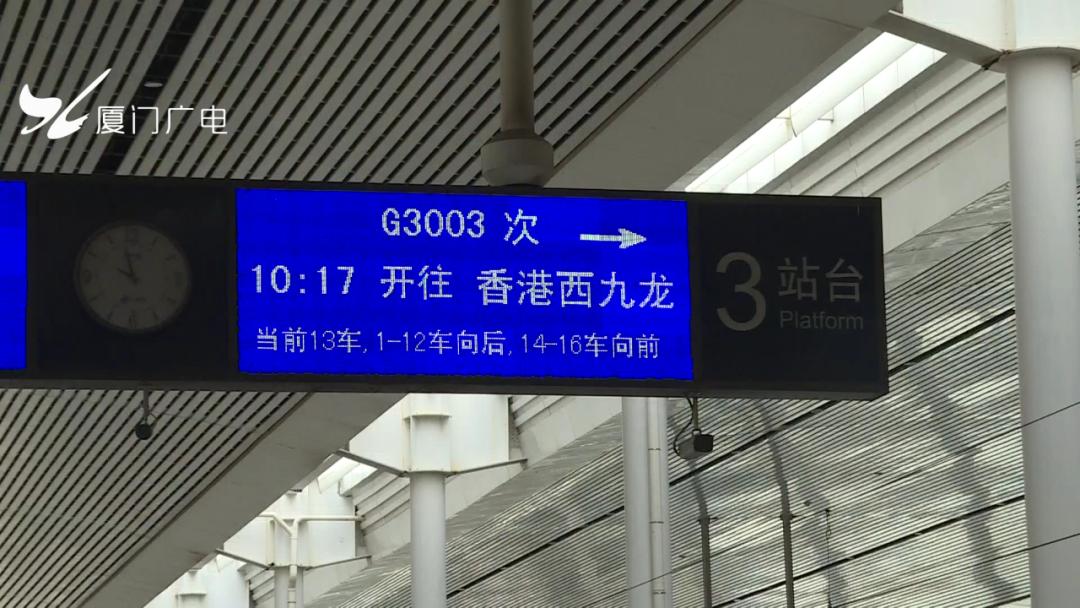 厦门广电
G3003 次
10:17 开往 香港西九龙
当前13车,1-12车向后,14-16车向前
3 站台
Platform